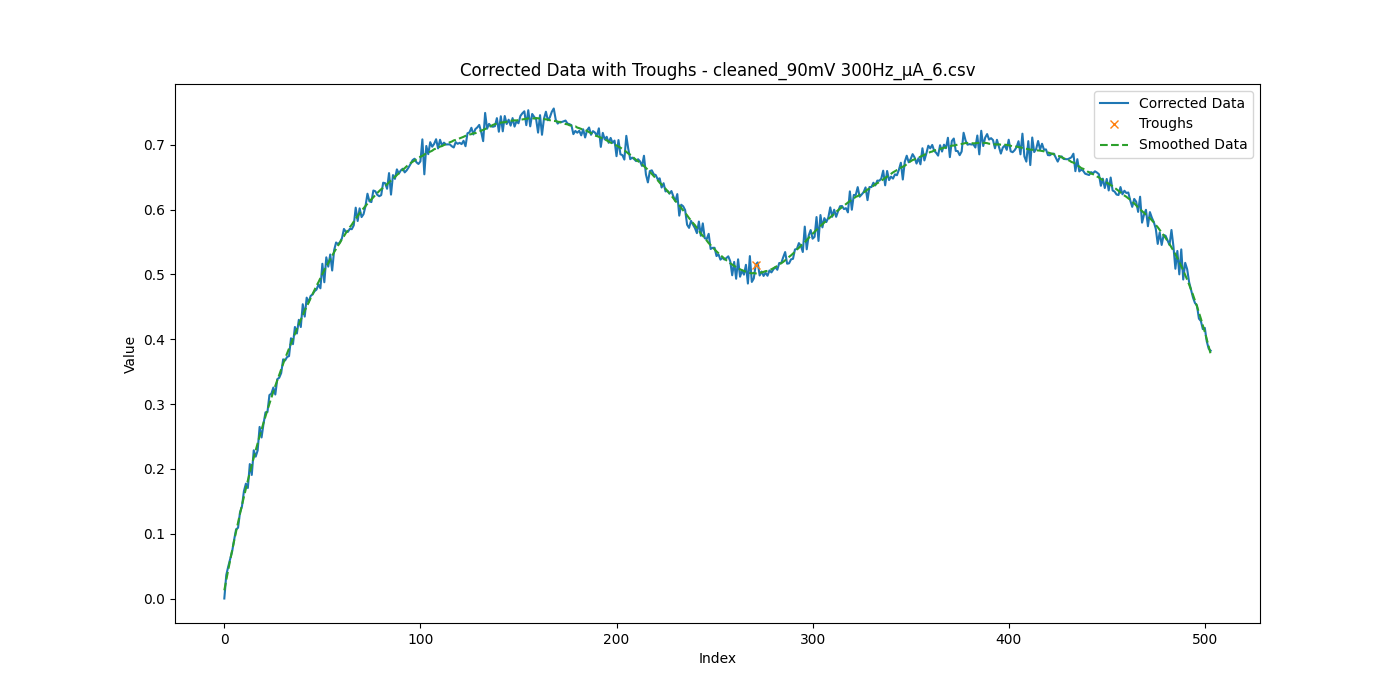 Corrected Data with Troughs - cleaned_90mV 300Hz_µA_6.csv
Corrected Data
Troughs
Smoothed Data
Value
0.7
0.6
0.5
0.4
0.3
0.2
0.1
0.0
0 100 200 300 400 500
Index